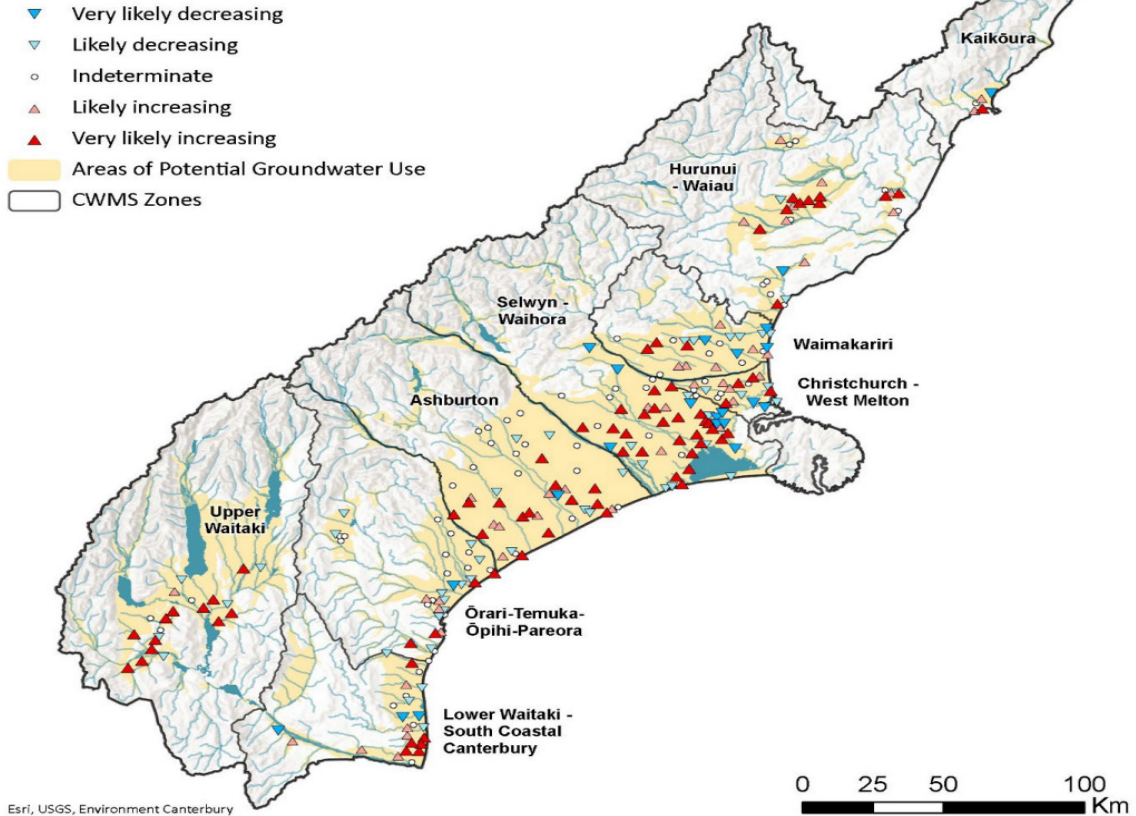 Very likely decreasing
Likely decreasing
Indeterminate
Likely increasing
Very likely increasing
Areas of Potential Groundwater Use
CWMS Zones
Kaikōura
Hurunui
- Waiau
Selwyn -
Waihora
Waimakariri
Christchurch -
West Melton
Ashburton
Upper
Waitaki
Ōrari-Temuka-
Ōpihi-Pareora
Lower Waitaki -
South Coastal
Canterbury
0 25 50 100
Km
Esri, USGS, Environment Canterbury